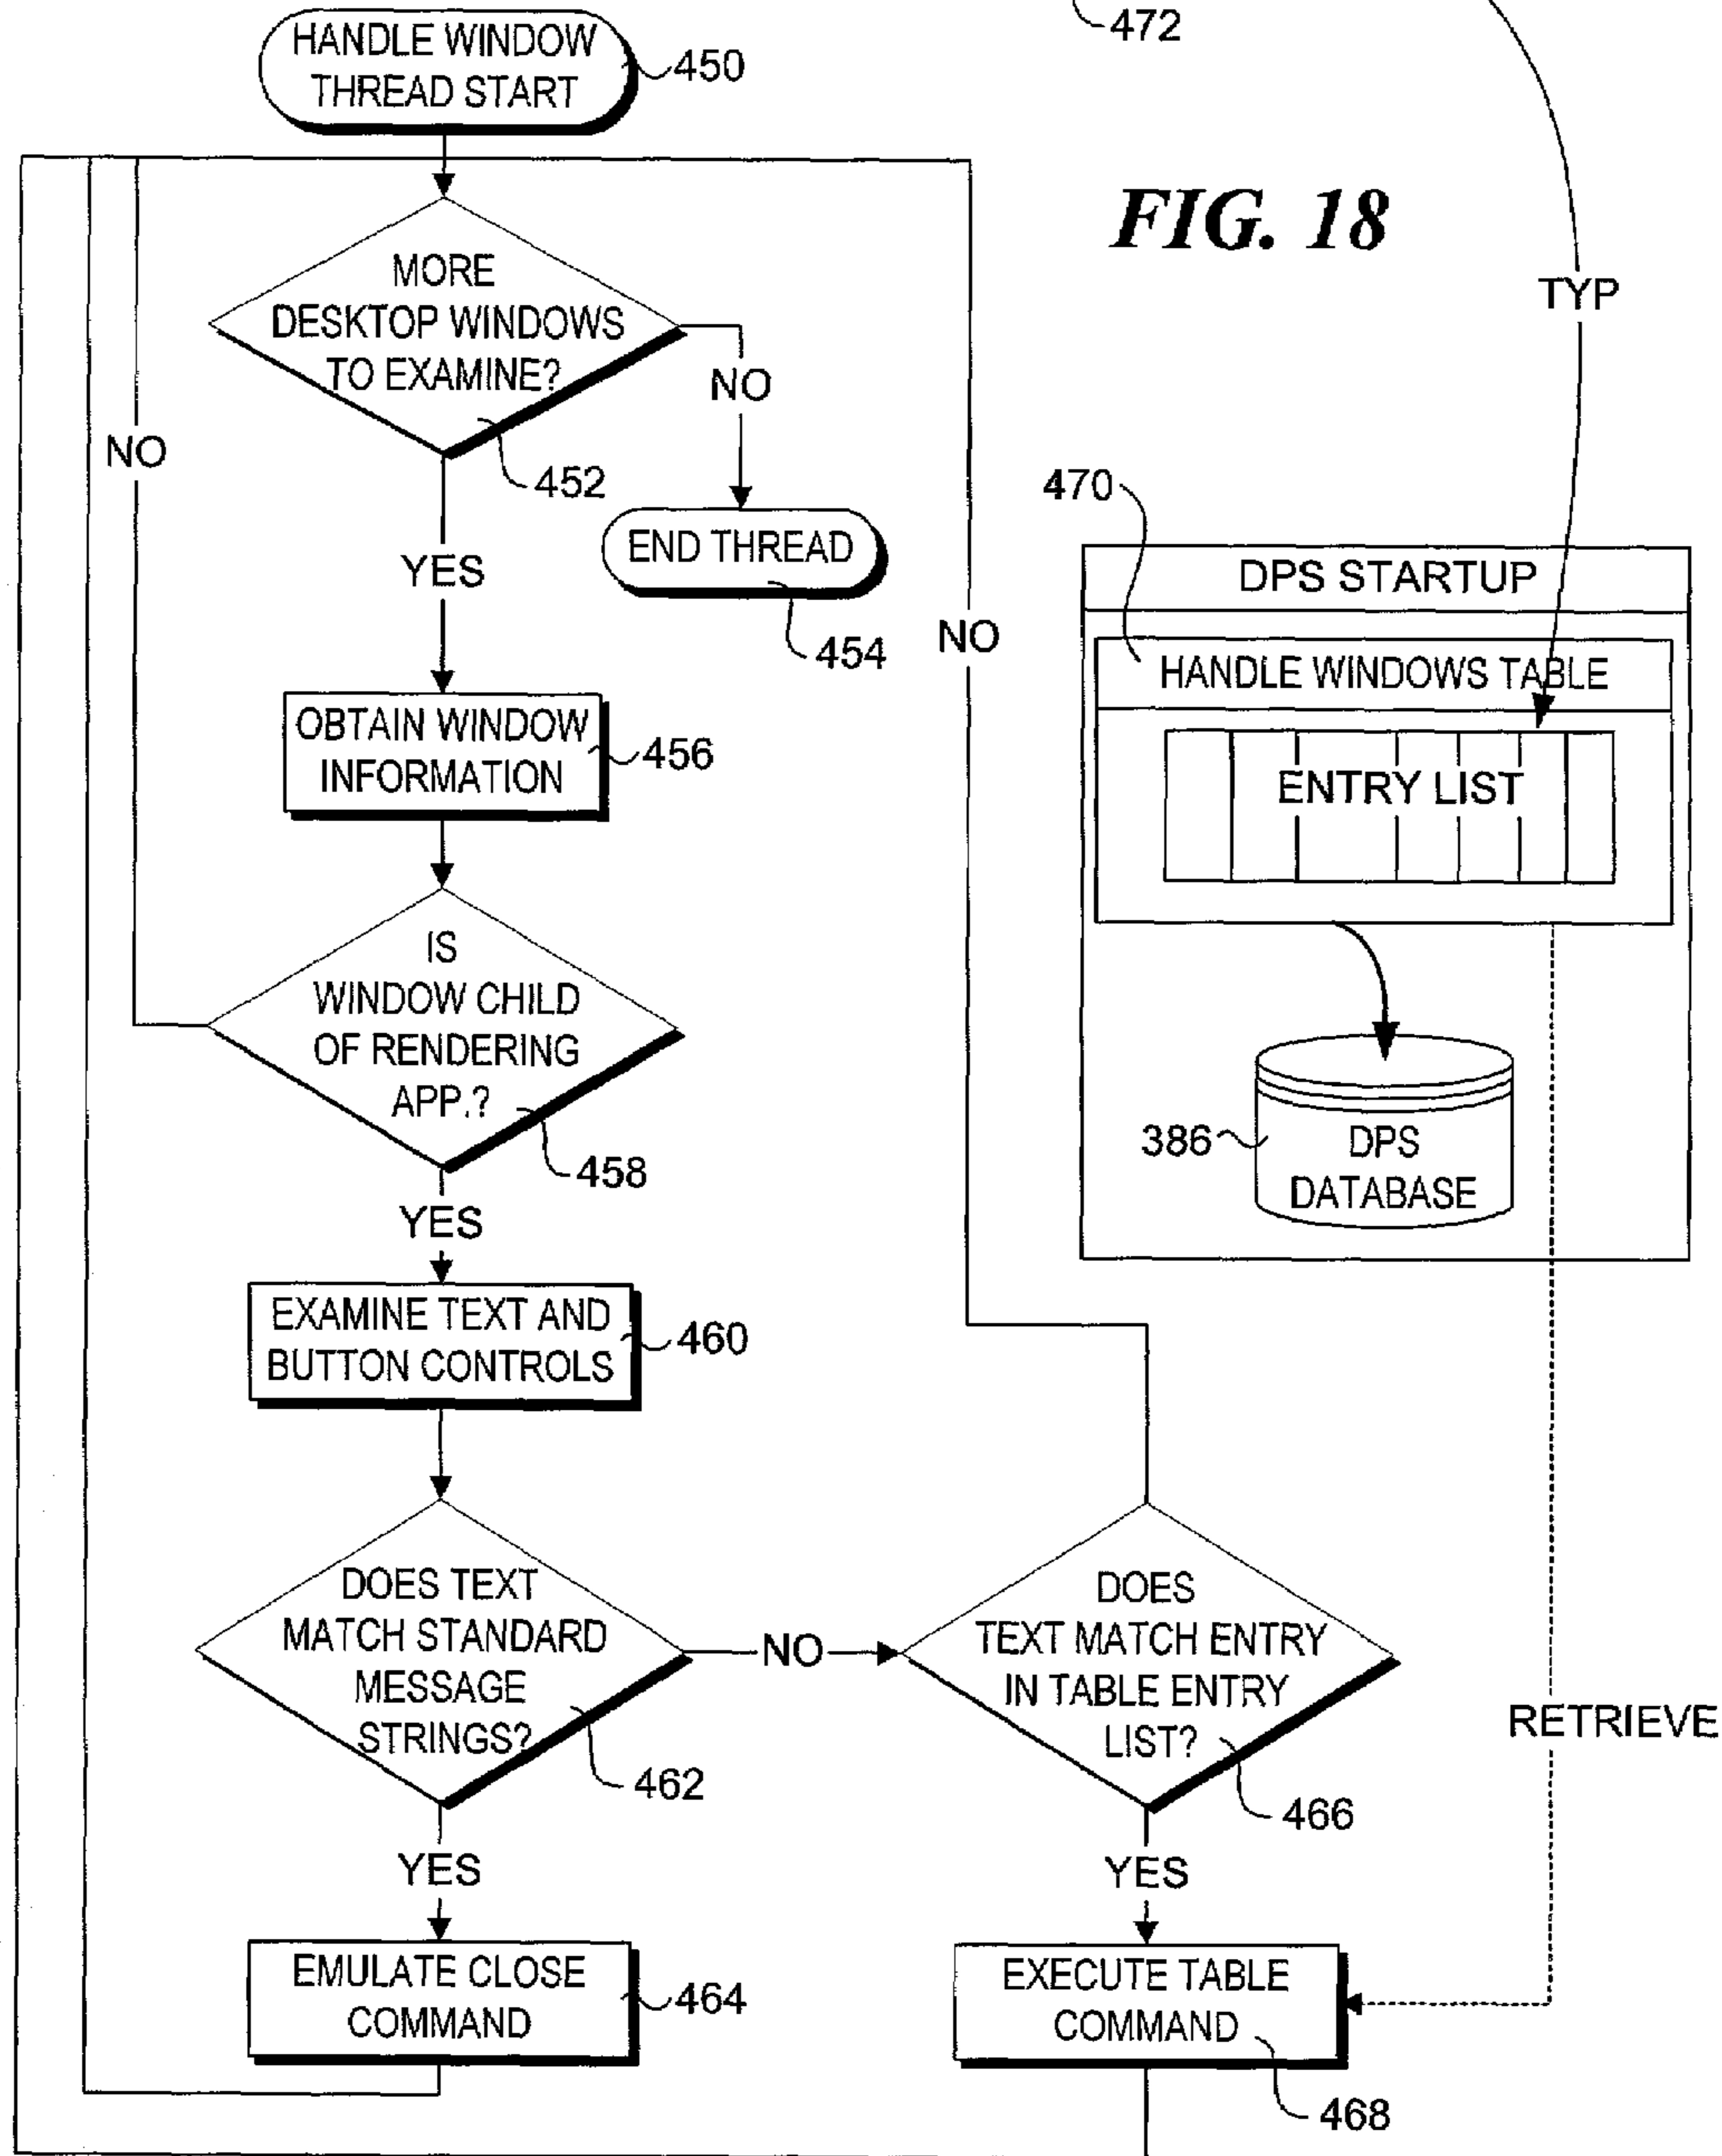 472
HANDLE WINDOW
THREAD START
450
FIG. 18
TYP
MORE
DESKTOP WINDOWS
TO EXAMINE?
452
NO
END THREAD
454
NO
YES
NO
470
DPS STARTUP
HANDLE WINDOWS TABLE
ENTRY LIST
386
DPS
DATABASE
OBTAIN WINDOW
INFORMATION
456
IS
WINDOW CHILD
OF RENDERING
APP.?
458
YES
EXAMINE TEXT AND
BUTTON CONTROLS
460
DOES TEXT
MATCH STANDARD
MESSAGE
STRINGS?
462
NO
DOES
TEXT MATCH ENTRY
IN TABLE ENTRY
LIST?
466
RETRIEVE
YES
YES
EMULATE CLOSE
COMMAND
464
EXECUTE TABLE
COMMAND
468